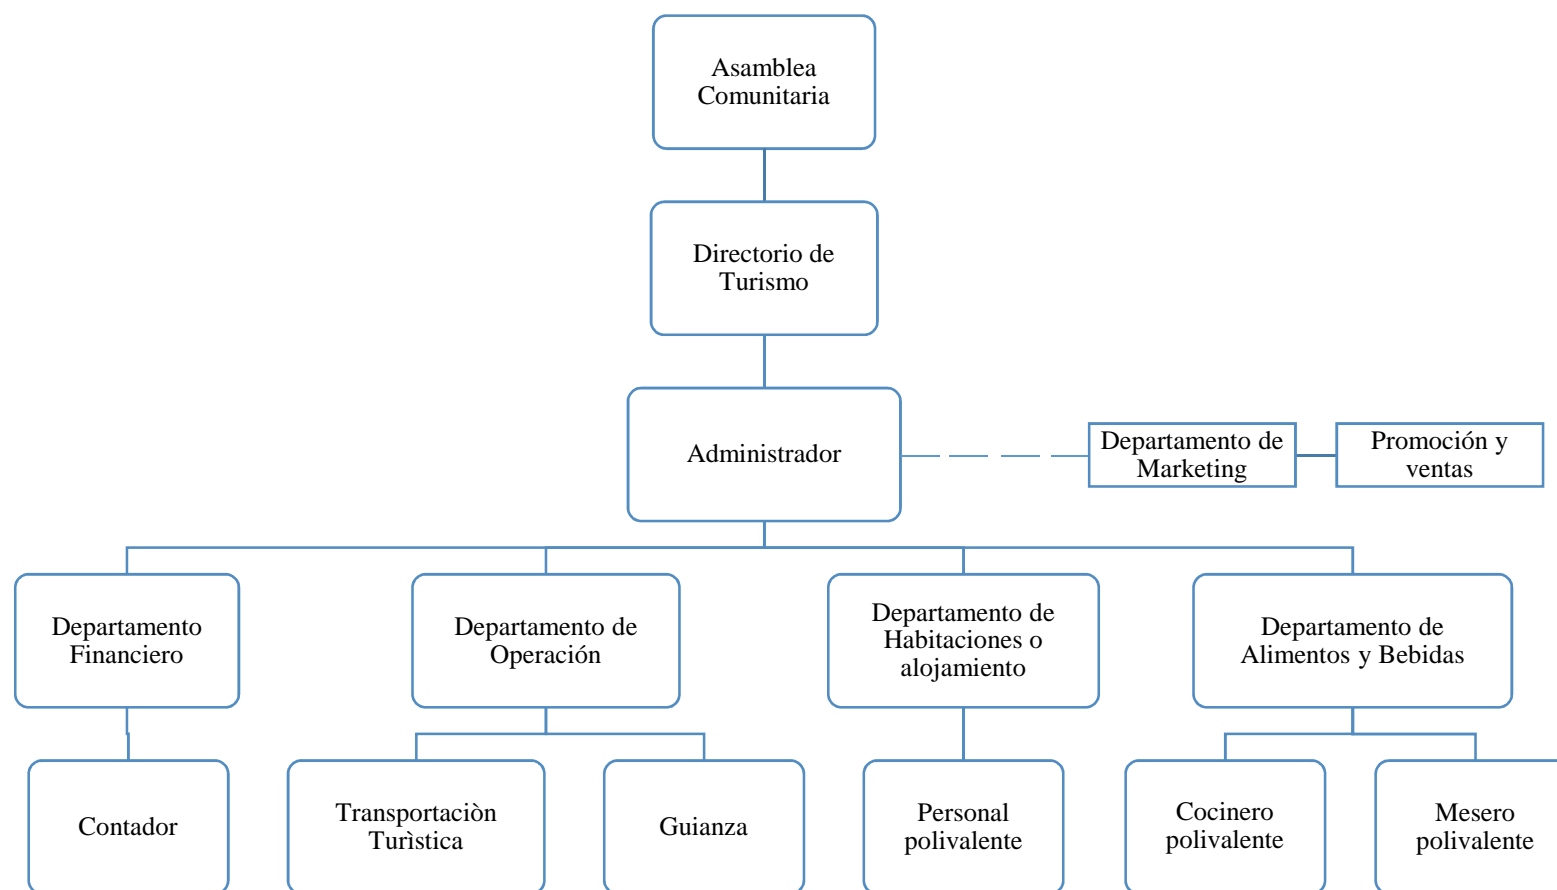 Asamblea
Comunitaria
Directorio de
Turismo
Administrador
Departamento de
Marketing
Promoción y
ventas
Departamento
Financiero
Departamento de
Operación
Departamento de
Habitaciones o
alojamiento
Departamento de
Alimentos y Bebidas
Contador
Transportaciòn
Turìstica
Guianza
Personal
polivalente
Cocinero
polivalente
Mesero
polivalente